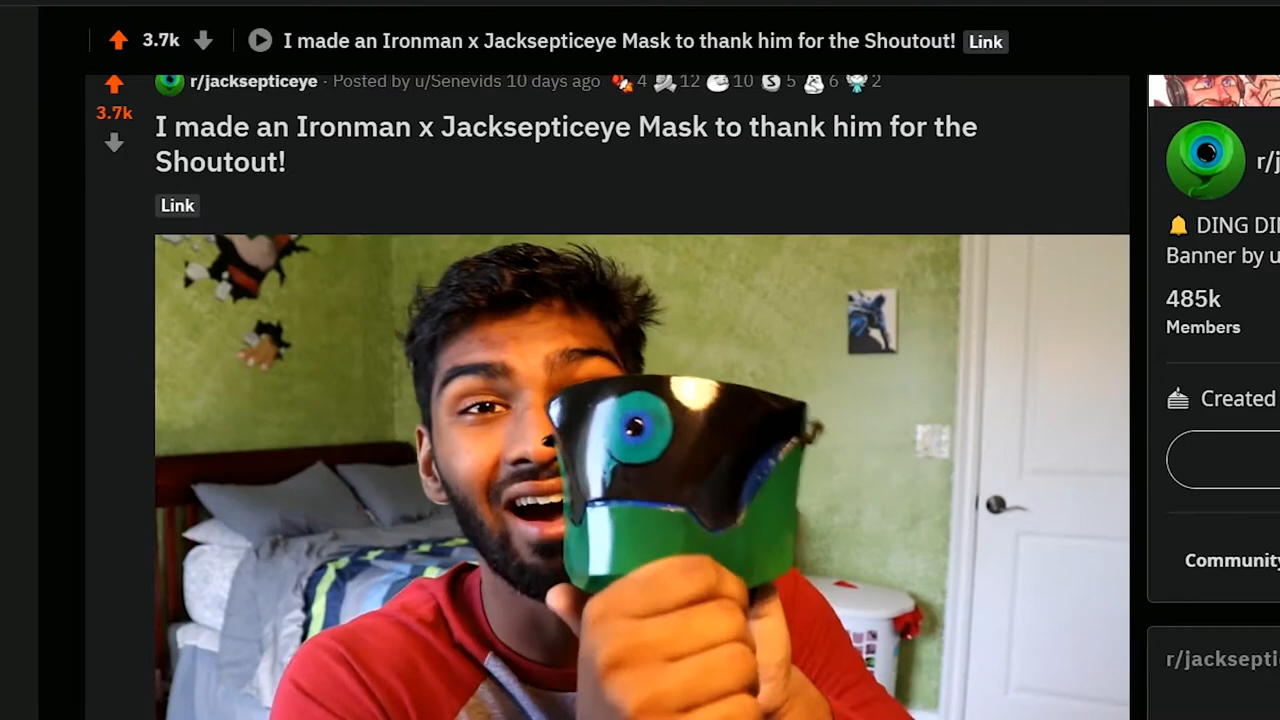 3.7k
I made an Ironman x Jacksepticeye Mask to thank him for the Shoutout! Link
r/jacksepticeye · Posted by u/Senevids 10 days ago 4 12 10 5 6 2
3.7k
I made an Ironman x Jacksepticeye Mask to thank him for the
Shoutout!
Link
r/j
DING DI
Banner by u
485k
Members
Created
Community
r/jacksepti